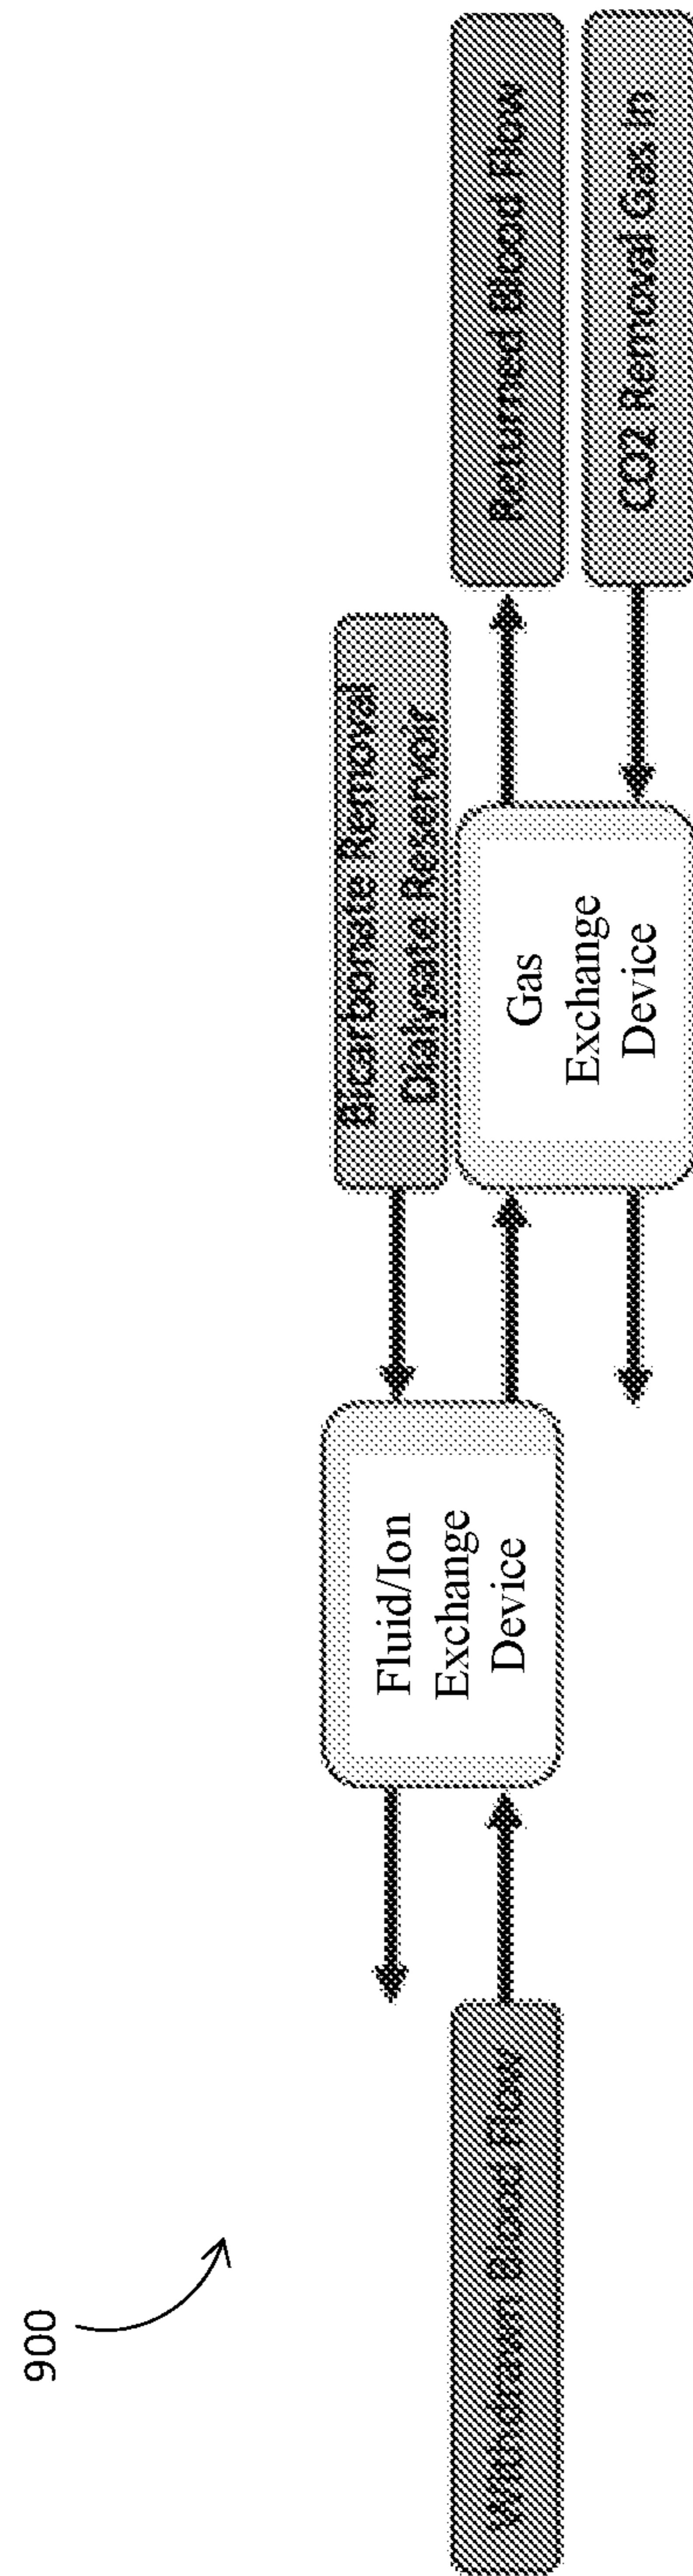 900
Withdrawn Blood Flow
Fluid/Ion
Exchange
Device
Bicarbonate Removal
Dialysate Reservoir
Gas
Exchange
Device
Returned Blood Flow
CO2 Removal Gas in